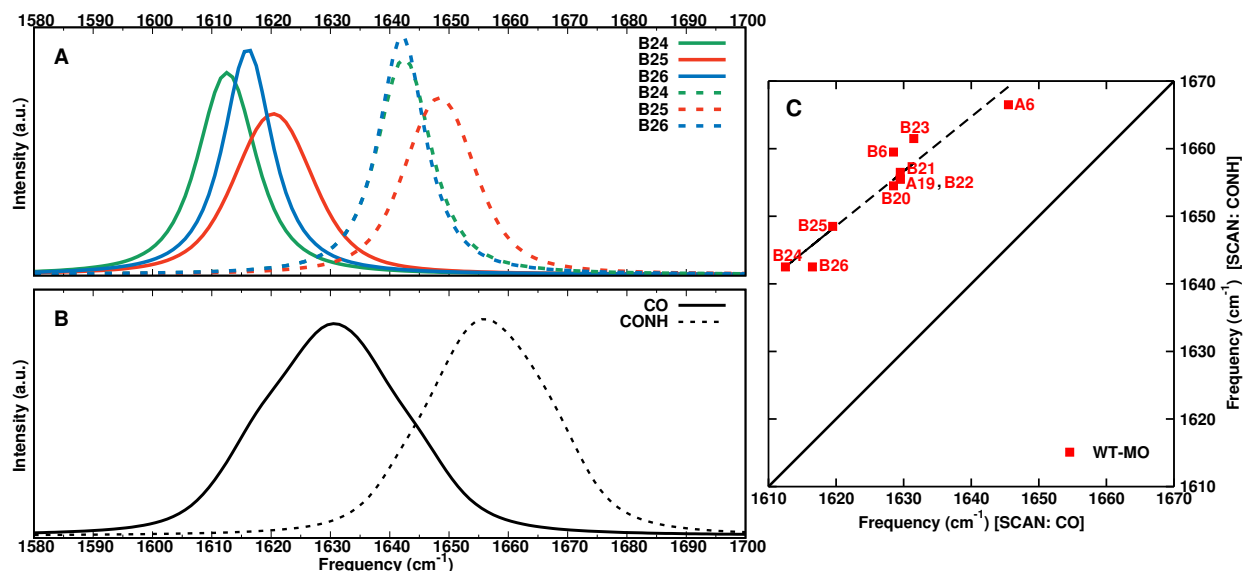 1580 1590 1600 1610 1620 1630 1640 1650 1660 1670 1680 1690 1700
A
B24
B25
B26
B24
B25
B26
Intensity (a.u.)
B
CO
CONH
Intensity (a.u.)
1580 1590 1600 1610 1620 1630 1640 1650 1660 1670 1680 1690 1700
Frequency (cm-1)
C
A6
B23
B6
B21
A19, B22
B20
B25
B24
B26
WT-MO
1670
1660
1650
1640
1630
1620
1610
Frequency (cm-1) [SCAN: CONH]
1610 1620 1630 1640 1650 1660 1670
Frequency (cm-1) [SCAN: CO]